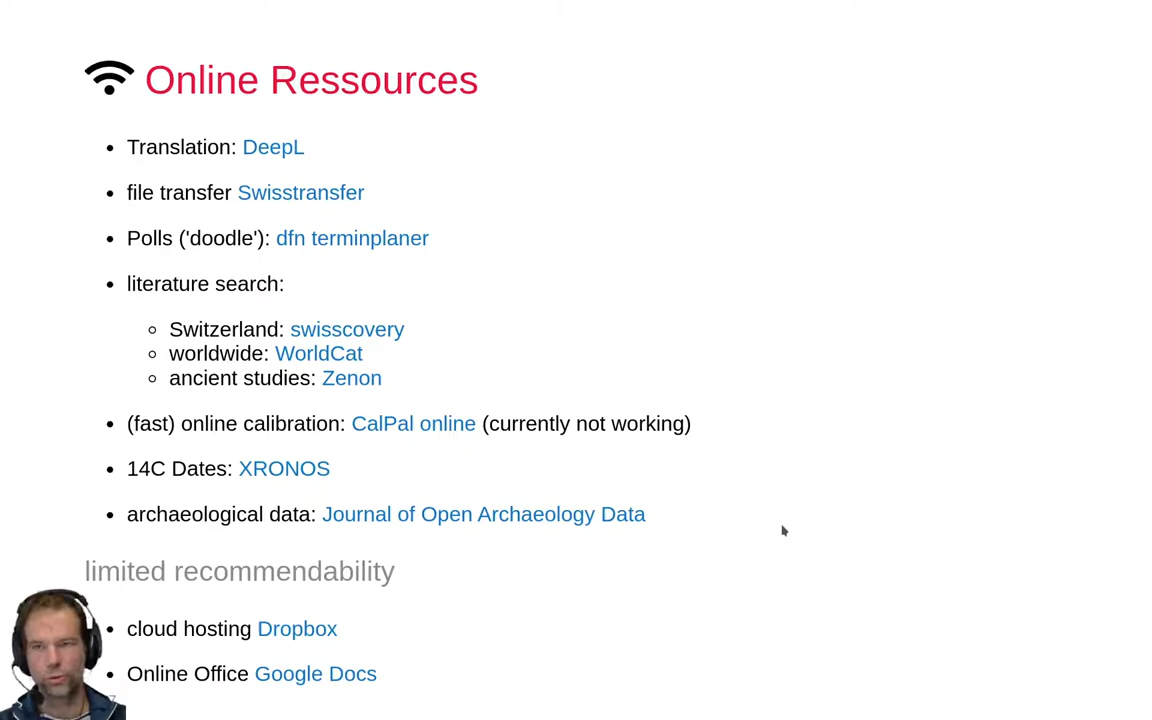 Online Ressources
Translation: DeepL
file transfer Swisstransfer
Polls ('doodle'): dfn terminplaner
literature search:
Switzerland: swisscovery
worldwide: WorldCat
ancient studies: Zenon
(fast) online calibration: CalPal online (currently not working)
14C Dates: XRONOS
archaeological data: Journal of Open Archaeology Data
limited recommendability
cloud hosting Dropbox
Online Office Google Docs